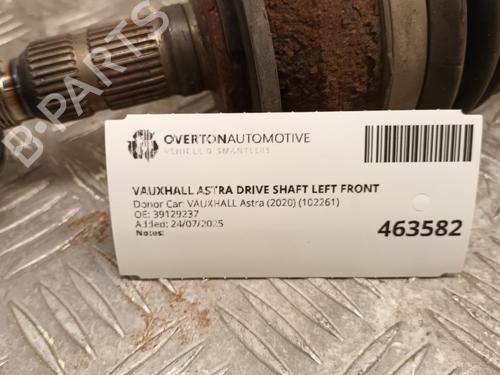 B-PARTS
OVERTONAUTOMOTIVE
VEHICLE DISMANTLERS
VAUXHALL ASTRA DRIVE SHAFT LEFT FRONT
Donor Car: VAUXHALL Astra (2020) (102261)
OE: 39129237
Added: 24/07/2025
Notes:
463582